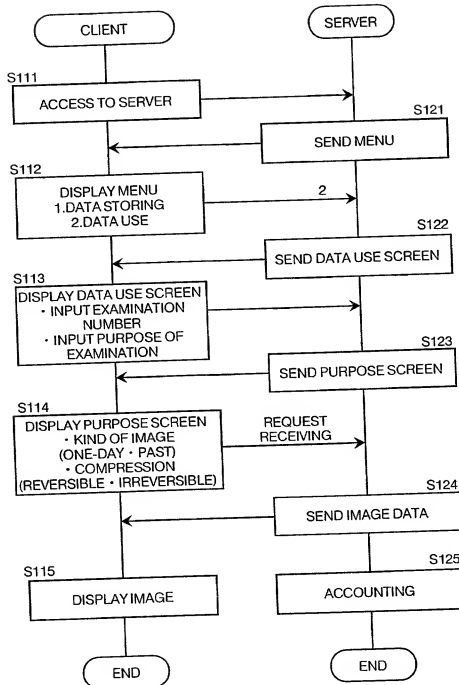 CLIENT
SERVER
S111
ACCESS TO SERVER
S121
SEND MENU
S112
DISPLAY MENU
1.DATA STORING
2.DATA USE
2
S122
SEND DATA USE SCREEN
S113
DISPLAY DATA USE SCREEN
・INPUT EXAMINATION
NUMBER
・INPUT PURPOSE OF
EXAMINATION
S123
SEND PURPOSE SCREEN
S114
DISPLAY PURPOSE SCREEN
・KIND OF IMAGE
(ONE-DAY・PAST)
・COMPRESSION
(REVERSIBLE・IRREVERSIBLE)
REQUEST
RECEIVING
S124
SEND IMAGE DATA
S125
ACCOUNTING
S115
DISPLAY IMAGE
END
END